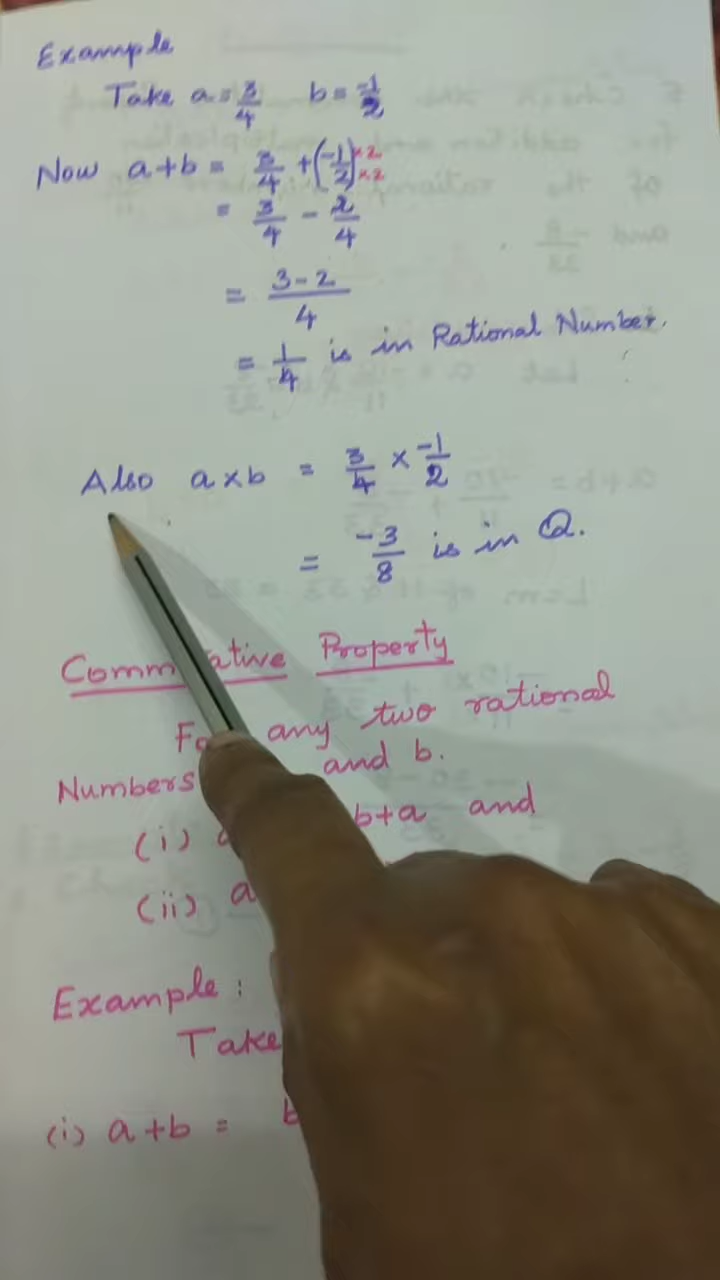 Example
Take a = 3/4 b = -1/2
Now a+b = 3/4 + (-1/2) ×2 ×2
= 3/4 - 2/4
= 3-2/4
= 1/4 is in Rational Number.
Also a×b = 3/4 × -1/2
= -3/8 is in Q.
Property
any two rational
Numbers and b.
(i) b+a and
(ii) a
Example:
Take
(i) a+b =